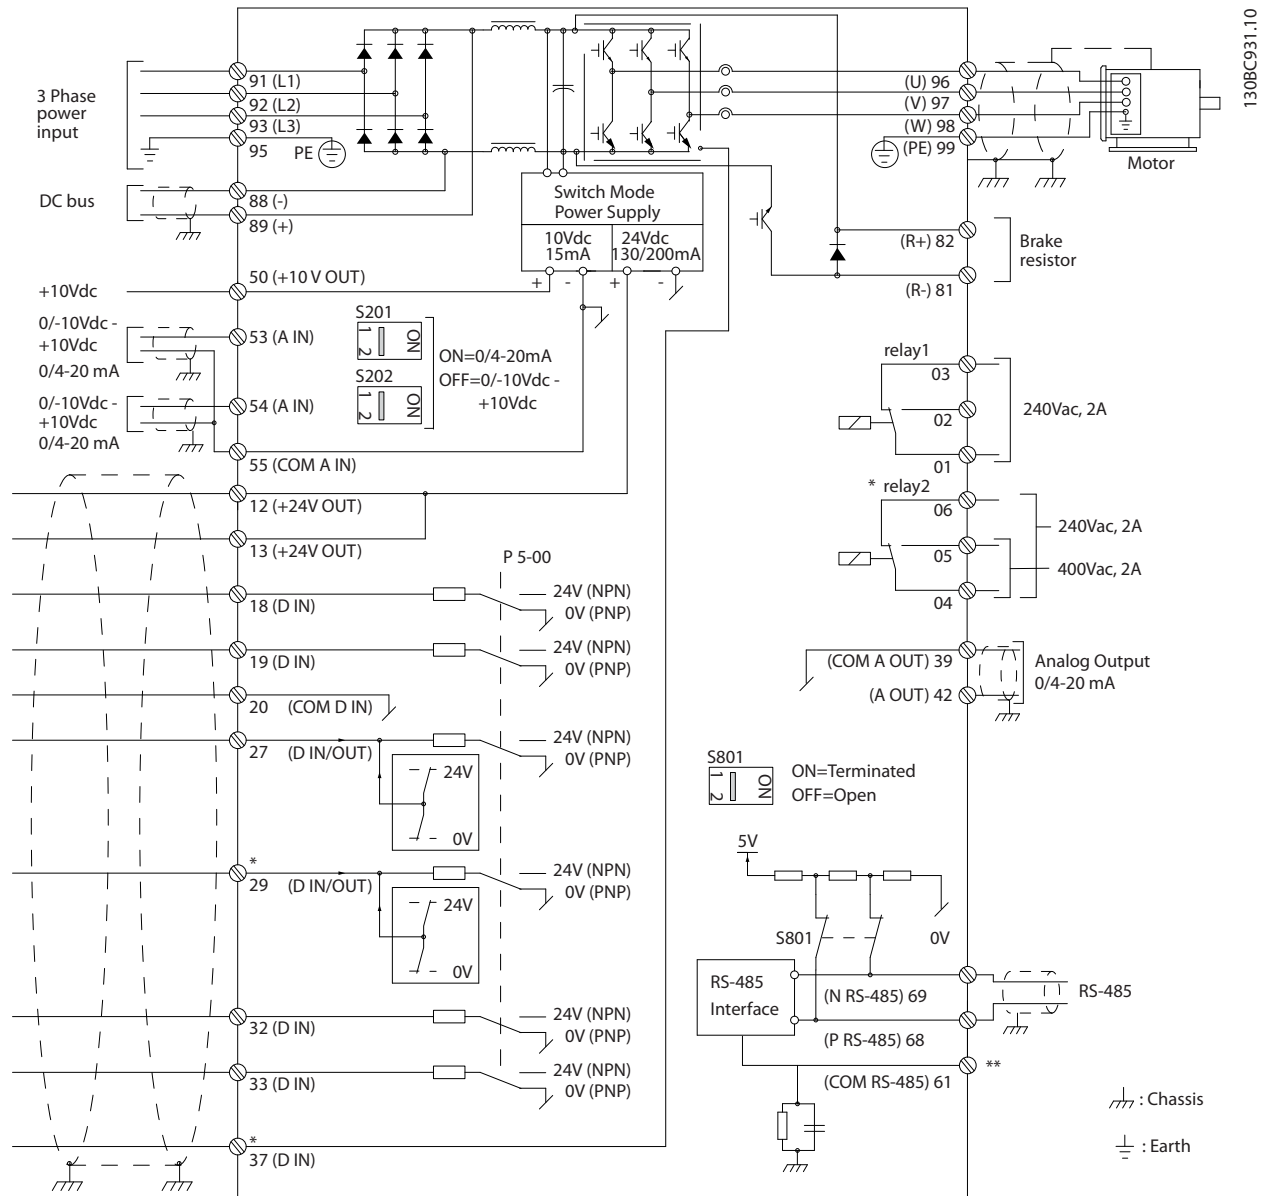 130BC931.10
3 Phase
power
input
91 (L1)
92 (L2)
93 (L3)
95
PE
DC bus
88 (-)
89 (+)
Switch Mode
Power Supply
10Vdc
15mA
24Vdc
130/200mA
+
-
+
-
(U) 96
(V) 97
(W) 98
(PE) 99
Motor
(R+) 82
(R-) 81
Brake
resistor
+10Vdc
50 (+10 V OUT)
0/-10Vdc -
+10Vdc
0/4-20 mA
53 (A IN)
0/-10Vdc -
+10Vdc
0/4-20 mA
54 (A IN)
55 (COM A IN)
S201
1
2
ON
S202
1
2
ON
ON=0/4-20mA
OFF=0/-10Vdc -
+10Vdc
relay1
03
02
01
240Vac, 2A
* relay2
06
05
04
240Vac, 2A
400Vac, 2A
12 (+24V OUT)
13 (+24V OUT)
P 5-00
18 (D IN)
24V (NPN)
0V (PNP)
19 (D IN)
24V (NPN)
0V (PNP)
20 (COM D IN)
27 (D IN/OUT)
24V (NPN)
0V (PNP)
24V
0V
*
29 (D IN/OUT)
24V (NPN)
0V (PNP)
24V
0V
32 (D IN)
24V (NPN)
0V (PNP)
33 (D IN)
24V (NPN)
0V (PNP)
*
37 (D IN)
(COM A OUT) 39
(A OUT) 42
Analog Output
0/4-20 mA
S801
1
2
ON
ON=Terminated
OFF=Open
5V
S801
0V
RS-485
Interface
(N RS-485) 69
(P RS-485) 68
(COM RS-485) 61
**
RS-485
: Chassis
: Earth